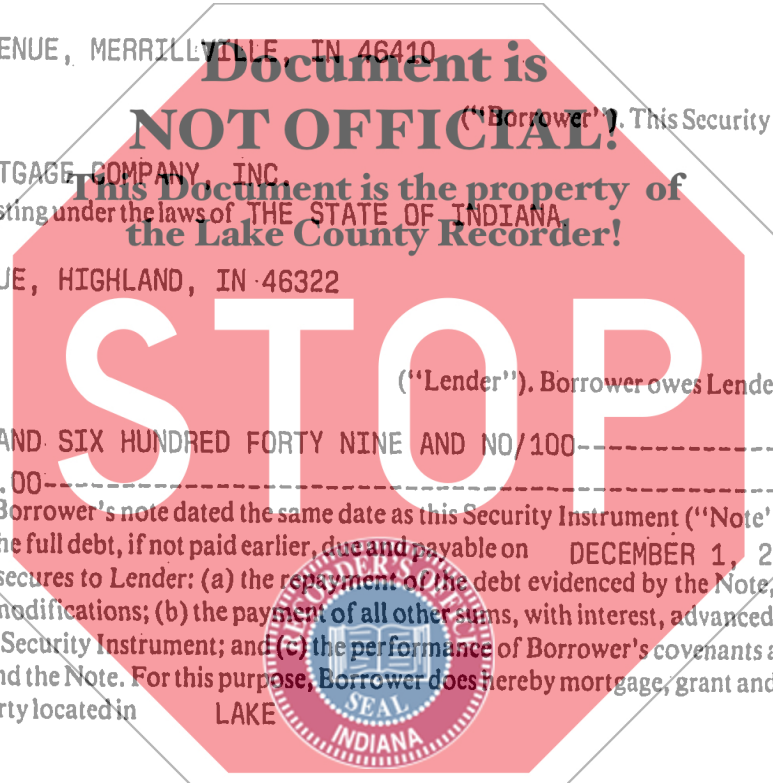 ENUE, MERRILLVILLE, IN 46410
Document is
NOT OFFICIAL!
("Borrower"). This Security
TGAGE COMPANY, INC.
This Document is the property of
sting under the laws of THE STATE OF INDIANA,
the Lake County Recorder!
UE, HIGHLAND, IN 46322
STOP
("Lender"). Borrower owes Lende
AND SIX HUNDRED FORTY NINE AND NO/100--------------
.00--------------------------------------------------
Borrower's note dated the same date as this Security Instrument ("Note"
he full debt, if not paid earlier, due and payable on DECEMBER 1, 2
secures to Lender: (a) the repayment of the debt evidenced by the Note,
modifications; (b) the payment of all other sums, with interest, advanced
Security Instrument; and (c) the performance of Borrower's covenants a
nd the Note. For this purpose, Borrower does hereby mortgage, grant and
rty located in LAKE
RECORDER'S OFFICE
SEAL
INDIANA